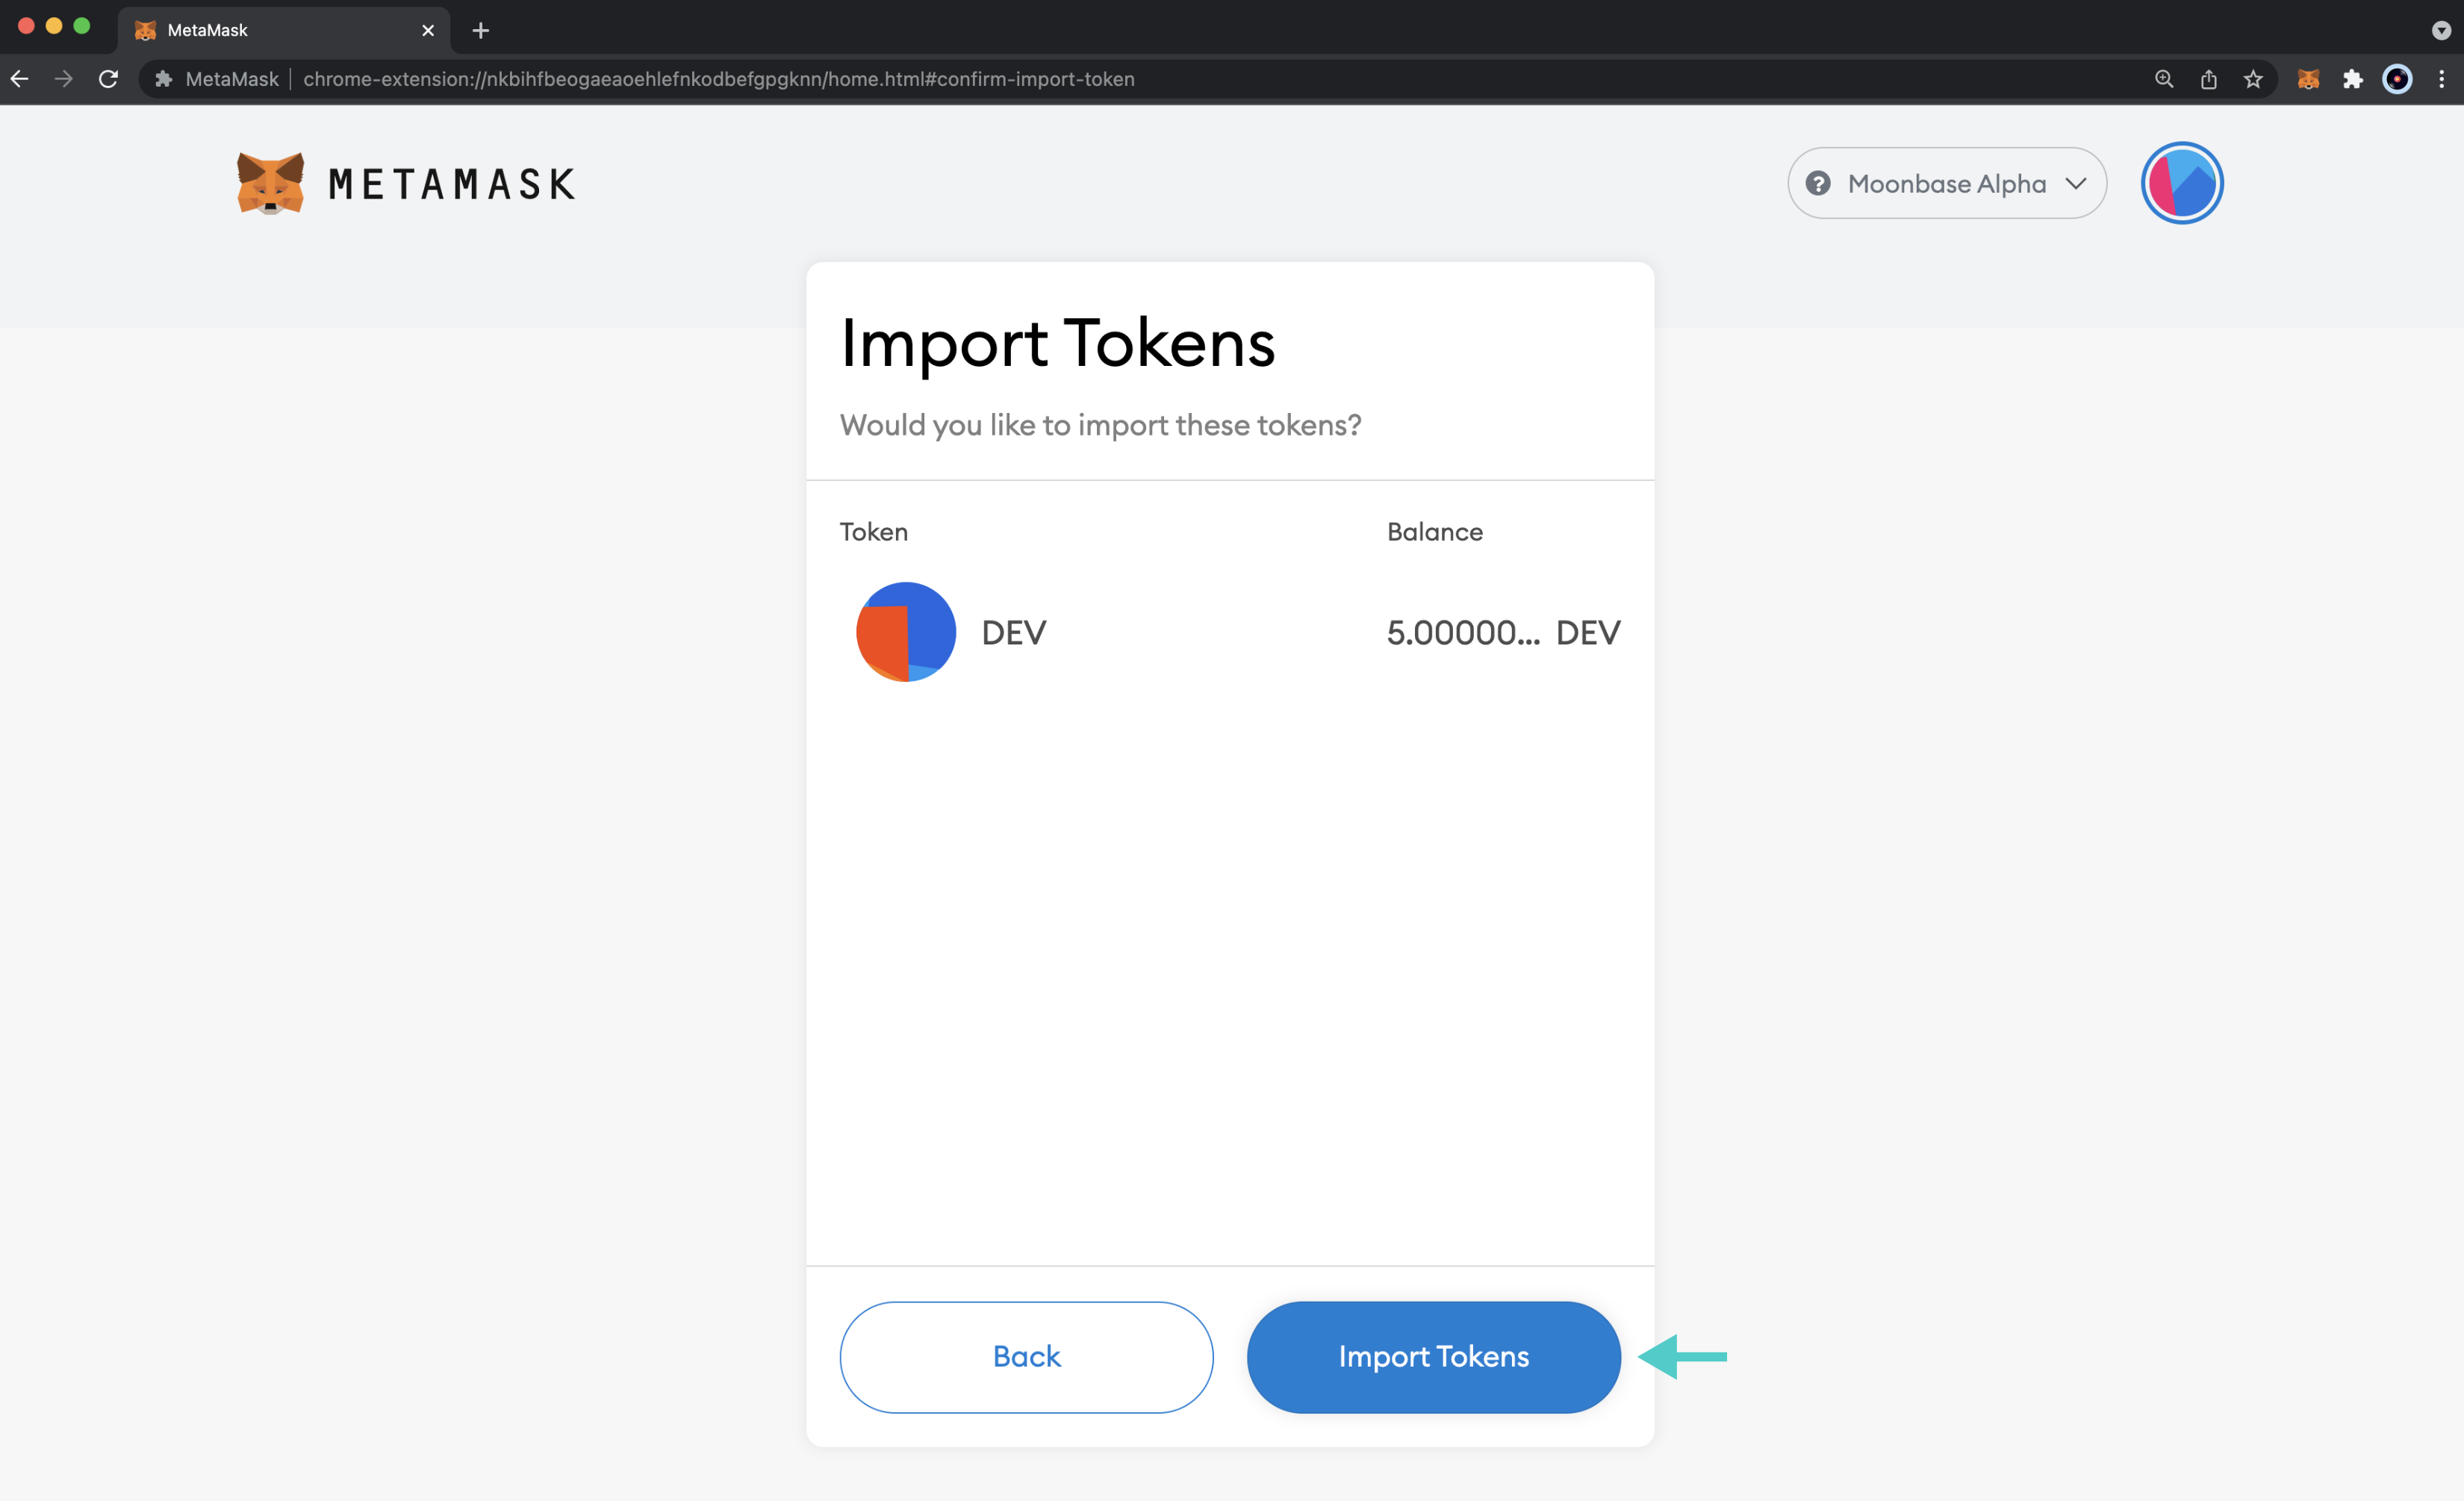 MetaMask
MetaMask chrome-extension://nkbihfbeogaeaoehlefnkodbefgpgknn/home.html#confirm-import-token
METAMASK
? Moonbase Alpha
Import Tokens
Would you like to import these tokens?
Token Balance
DEV 5.00000... DEV
Back Import Tokens